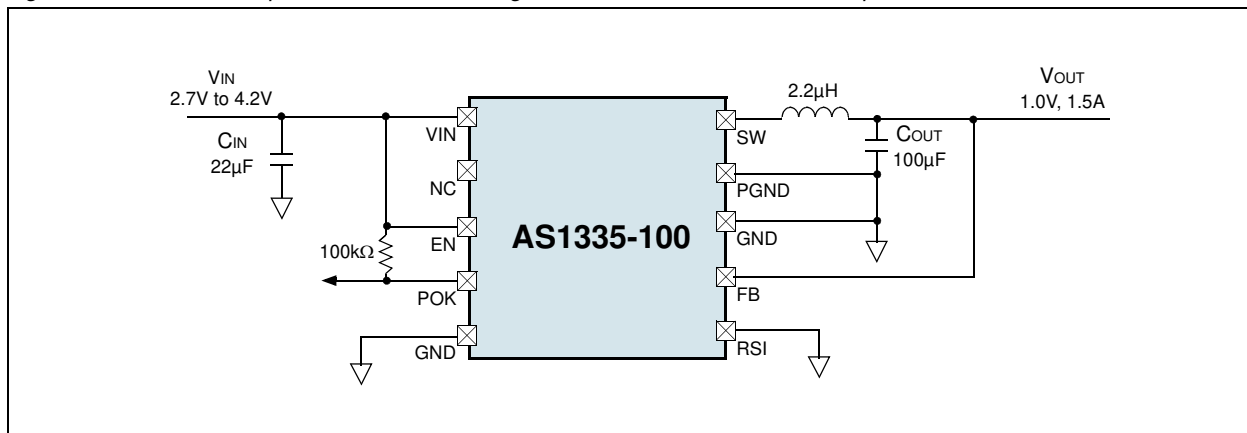 VIN
2.7V to 4.2V
CIN
22µF
VIN
NC
EN
100kΩ
POK
GND
AS1335-100
2.2µH
SW
PGND
GND
FB
RSI
COUT
100µF
VOUT
1.0V, 1.5A